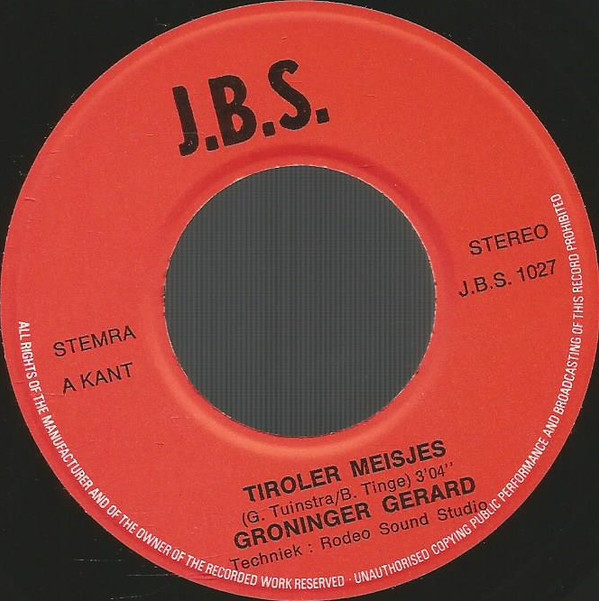 J.B.S.
STEREO
J.B.S. 1027
STEMRA
A KANT
TIROLER MEISJES
(G. Tuinstra/B. Tinge) 3'04"
GRONINGER GERARD
Techniek : Rodeo Sound Studio
ALL RIGHTS OF THE MANUFACTURER AND OF THE OWNER OF THE RECORDED WORK RESERVED · UNAUTHORISED COPYING PUBLIC PERFORMANCE AND BROADCASTING OF THIS RECORD PROHIBITED